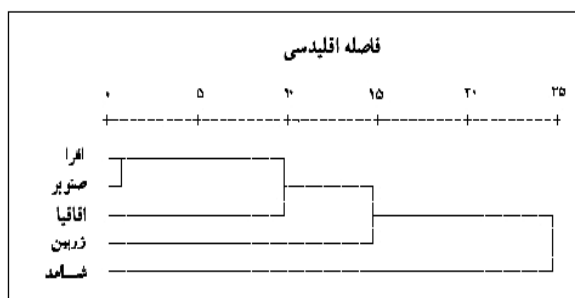 فاصله اقلیدسی
۰ ۵ ۱۰ ۱۵ ۲۰ ۲۵
افرا
صنوبر
اقاقیا
زربین
شاهد